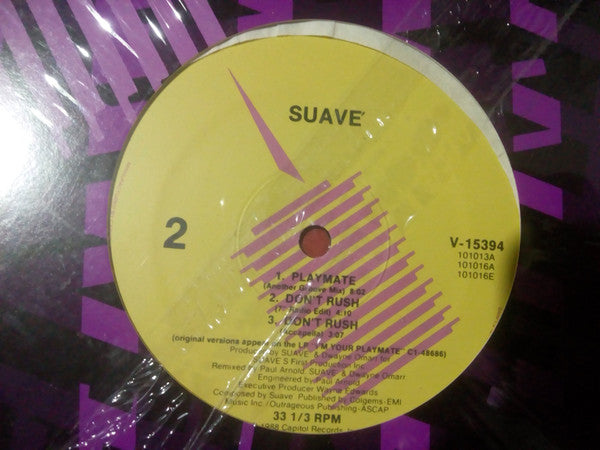 SUAVE´
2
V-15394
101013A
101016A
101016E
1. PLAYMATE
(Another Groove Mix) 8:02
2. DON'T RUSH
Radio Edit) 4:10
3. DON'T RUSH
(Accapella) 3:07
(original versions appear on the LP "I'M YOUR PLAYMATE" C1-48686)
Produced by SUAVE´ & Dwayne Omarr for
SUAVE´S First Production Inc.
Remixed by Paul Arnold, SUAVE´ & Dwayne Omarr
Engineered by Paul Arnold
Executive Producer Wayne Edwards
Composed by Suave´ Published by Colgems-EMI
Music Inc./Outrageous Publishing-ASCAP
33 1/3 RPM
1988 Capitol Records,